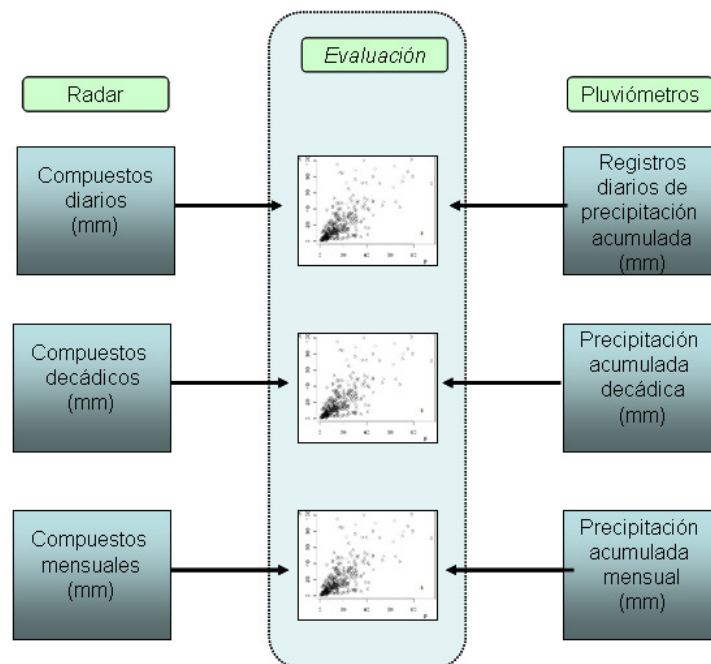 Evaluación
Radar
Pluviómetros
Compuestos
diarios
(mm)
Registros
diarios de
precipitación
acumulada
(mm)
Compuestos
decádicos
(mm)
Precipitación
acumulada
decádica
(mm)
Compuestos
mensuales
(mm)
Precipitación
acumulada
mensual
(mm)